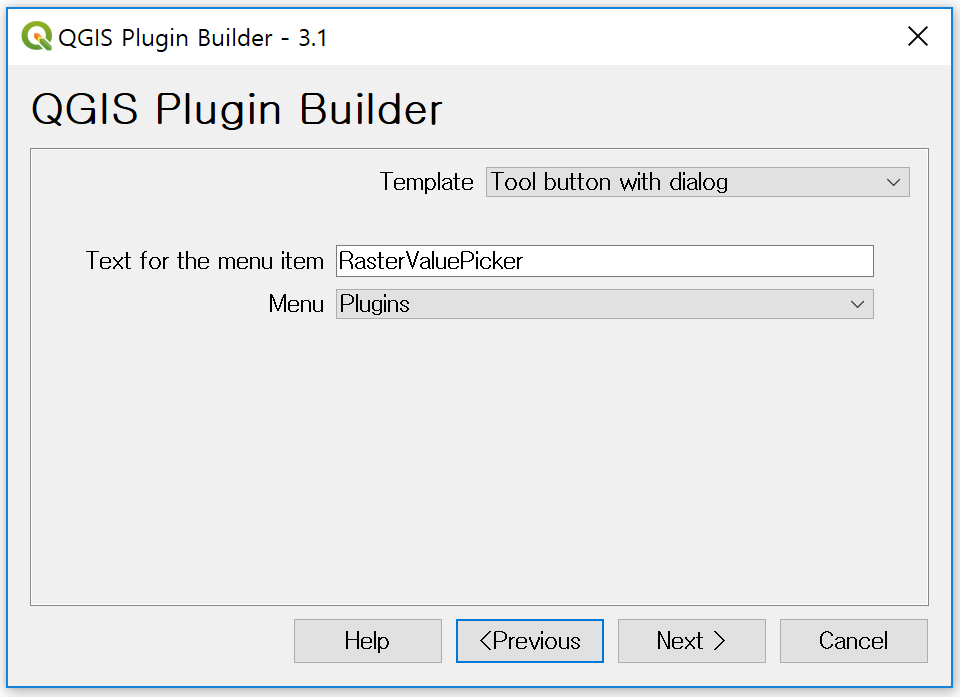 QGIS Plugin Builder - 3.1
QGIS Plugin Builder
Template Tool button with dialog
Text for the menu item RasterValuePicker
Menu Plugins
Help <Previous Next > Cancel